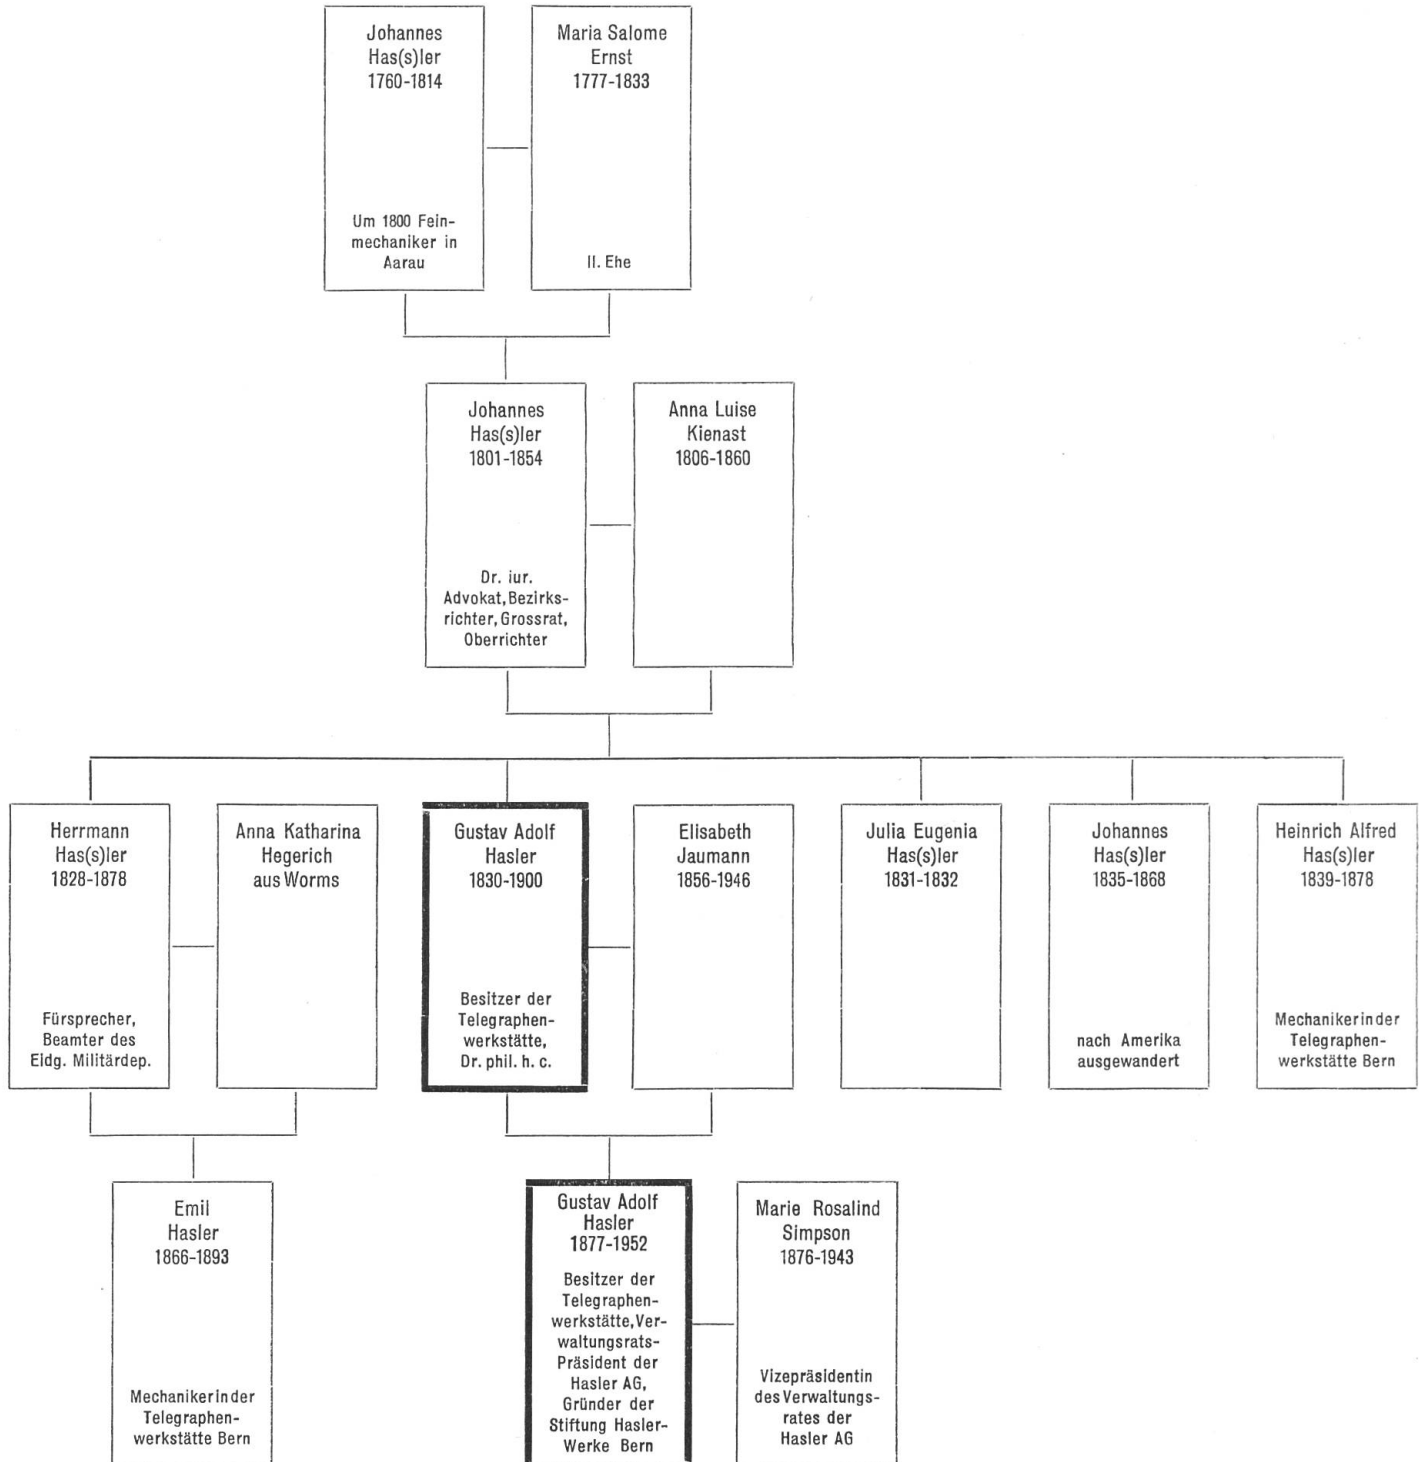 Johannes
Has(s)ler
1760-1814
Um 1800 Fein-
mechaniker in
Aarau
Maria Salome
Ernst
1777-1833
II. Ehe
Johannes
Has(s)ler
1801-1854
Dr. iur.
Advokat, Bezirks-
richter, Grossrat,
Oberrichter
Anna Luise
Kienast
1806-1860
Herrmann
Has(s)ler
1828-1878
Fürsprecher,
Beamter des
Eidg. Militärdep.
Anna Katharina
Hegerich
aus Worms
Gustav Adolf
Hasler
1830-1900
Besitzer der
Telegraphen-
werkstätte,
Dr. phil. h. c.
Elisabeth
Jaumann
1856-1946
Julia Eugenia
Has(s)ler
1831-1832
Johannes
Has(s)ler
1835-1868
nach Amerika
ausgewandert
Heinrich Alfred
Has(s)ler
1839-1878
Mechaniker in der
Telegraphen-
werkstätte Bern
Emil
Hasler
1866-1893
Mechaniker in der
Telegraphen-
werkstätte Bern
Gustav Adolf
Hasler
1877-1952
Besitzer der
Telegraphen-
werkstätte, Ver-
waltungsrats-
Präsident der
Hasler AG,
Gründer der
Stiftung Hasler-
Werke Bern
Marie Rosalind
Simpson
1876-1943
Vizepräsidentin
des Verwaltungs-
rates der
Hasler AG